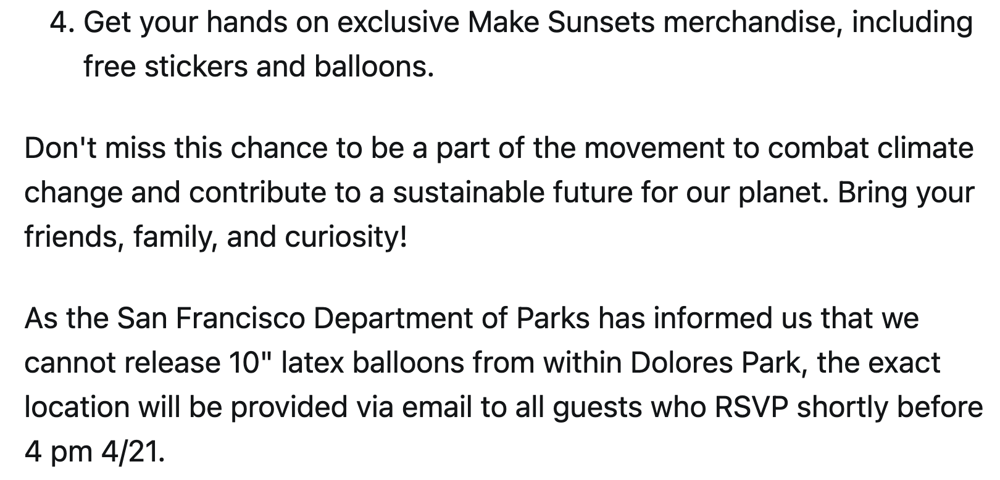 4. Get your hands on exclusive Make Sunsets merchandise, including
free stickers and balloons.
Don't miss this chance to be a part of the movement to combat climate
change and contribute to a sustainable future for our planet. Bring your
friends, family, and curiosity!
As the San Francisco Department of Parks has informed us that we
cannot release 10" latex balloons from within Dolores Park, the exact
location will be provided via email to all guests who RSVP shortly before
4 pm 4/21.